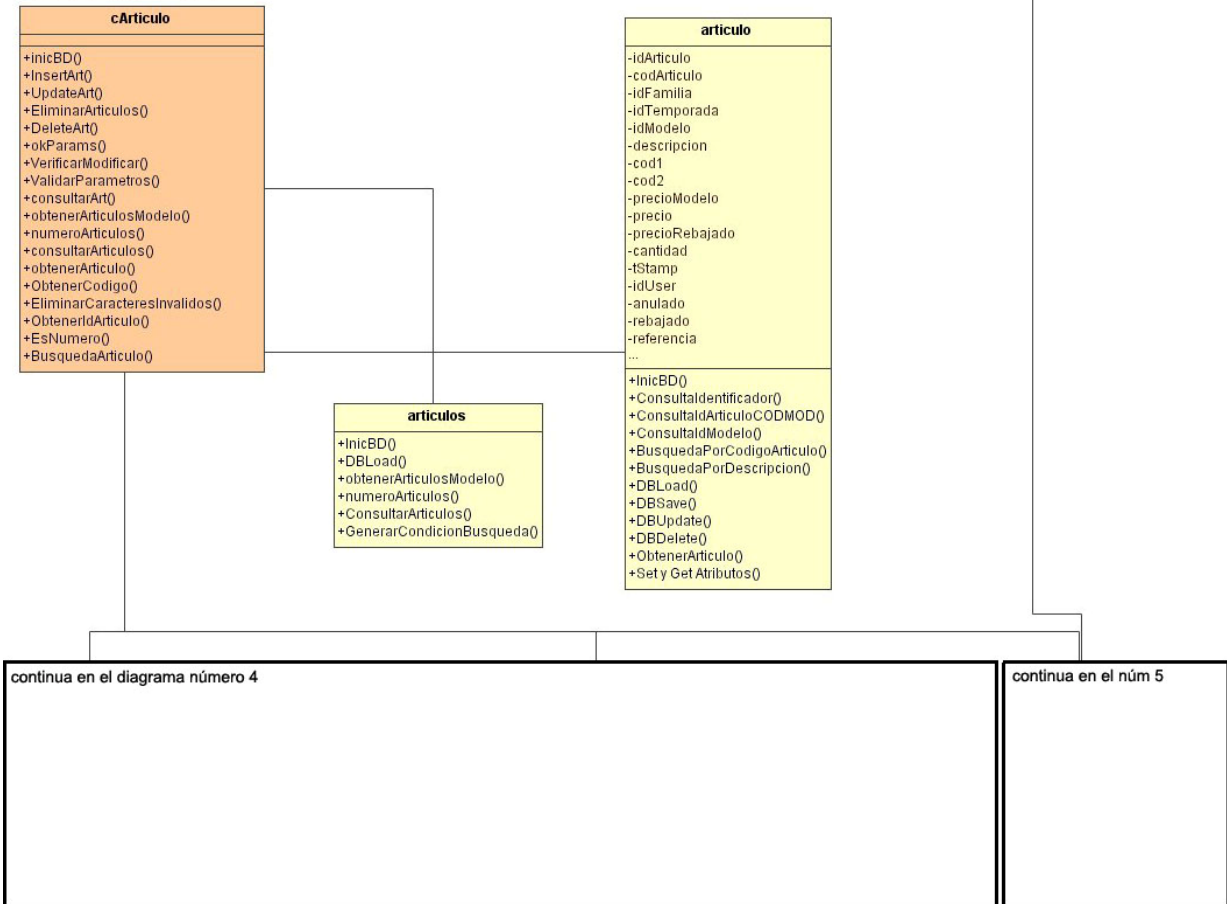 cArticulo
+inicBD()
+InsertArt()
+UpdateArt()
+EliminarArticulos()
+DeleteArt()
+okParams()
+VerificarModificar()
+ValidarParametros()
+consultarArt()
+obtenerArticulosModelo()
+numeroArticulos()
+consultarArticulos()
+obtenerArticulo()
+ObtenerCodigo()
+EliminarCaracteresInvalidos()
+ObtenerIdArticulo()
+EsNumero()
+BusquedaArticulo()
articulo
-idArticulo
-codArticulo
-idFamilia
-idTemporada
-idModelo
-descripcion
-cod1
-cod2
-precioModelo
-precio
-precioRebajado
-cantidad
-tStamp
-idUser
-anulado
-rebajado
-referencia
...
+InicBD()
+ConsultaIdentificador()
+ConsultaIdArticuloCODMOD()
+ConsultaIdModelo()
+BusquedaPorCodigoArticulo()
+BusquedaPorDescripcion()
+DBLoad()
+DBSave()
+DBUpdate()
+DBDelete()
+ObtenerArticulo()
+Set y Get Atributos()
articulos
+InicBD()
+DBLoad()
+obtenerArticulosModelo()
+numeroArticulos()
+ConsultarArticulos()
+GenerarCondicionBusqueda()
continua en el diagrama número 4
continua en el núm 5